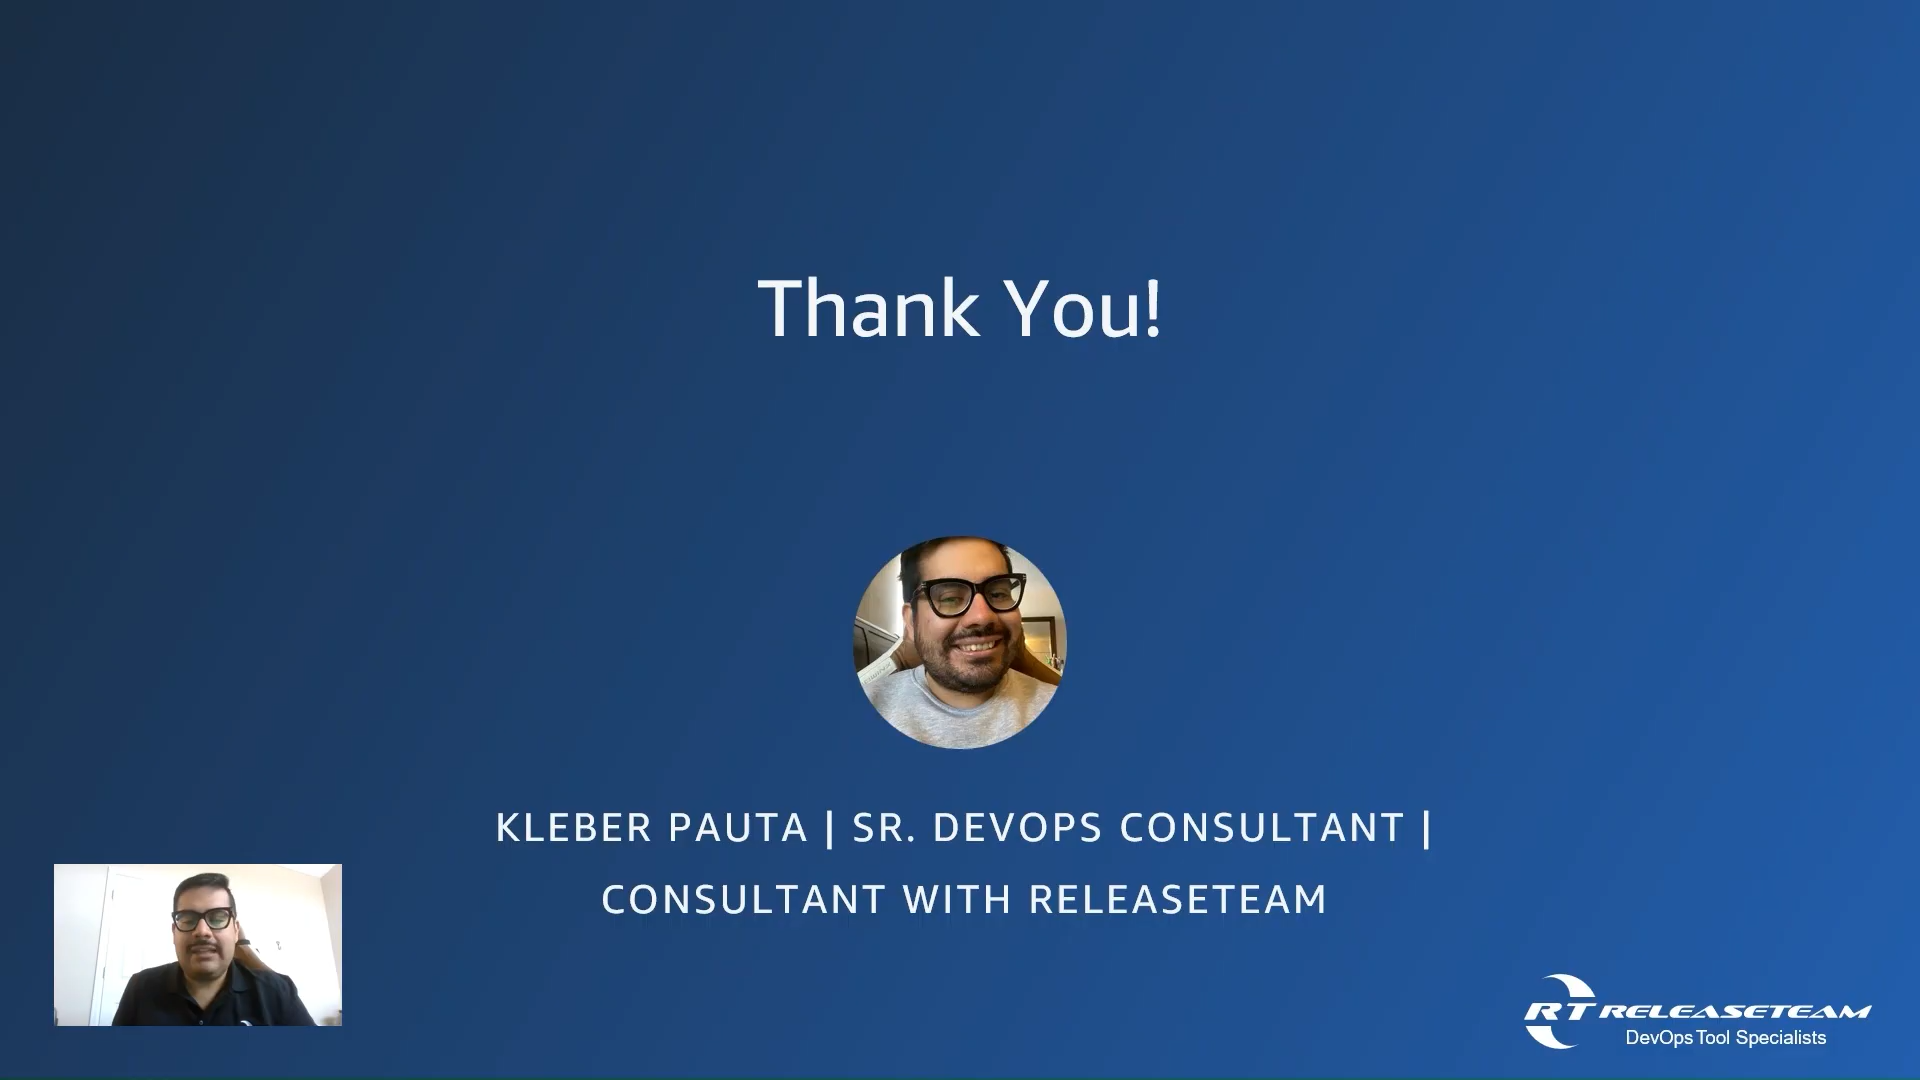 Thank You!
KLEBER PAUTA | SR. DEVOPS CONSULTANT |
CONSULTANT WITH RELEASETEAM
RT RELEASETEAM
DevOps Tool Specialists